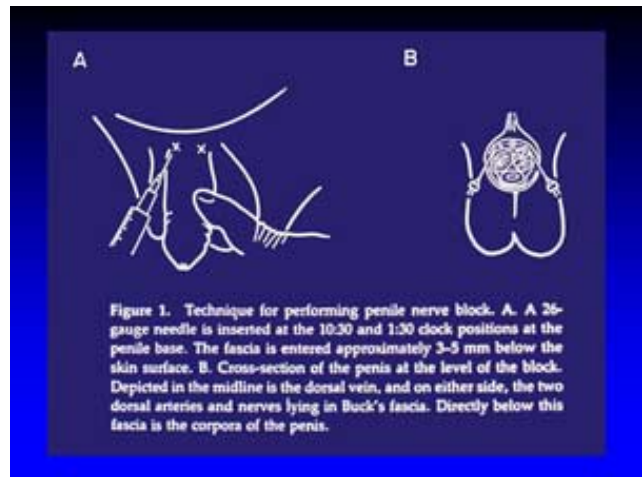 A
B
x x
Figure 1. Technique for performing penile nerve block. A. A 26-
gauge needle is inserted at the 10:30 and 1:30 clock positions at the
penile base. The fascia is entered approximately 3–5 mm below the
skin surface. B. Cross-section of the penis at the level of the block.
Depicted in the midline is the dorsal vein, and on either side, the two
dorsal arteries and nerves lying in Buck's fascia. Directly below this
fascia is the corpora of the penis.